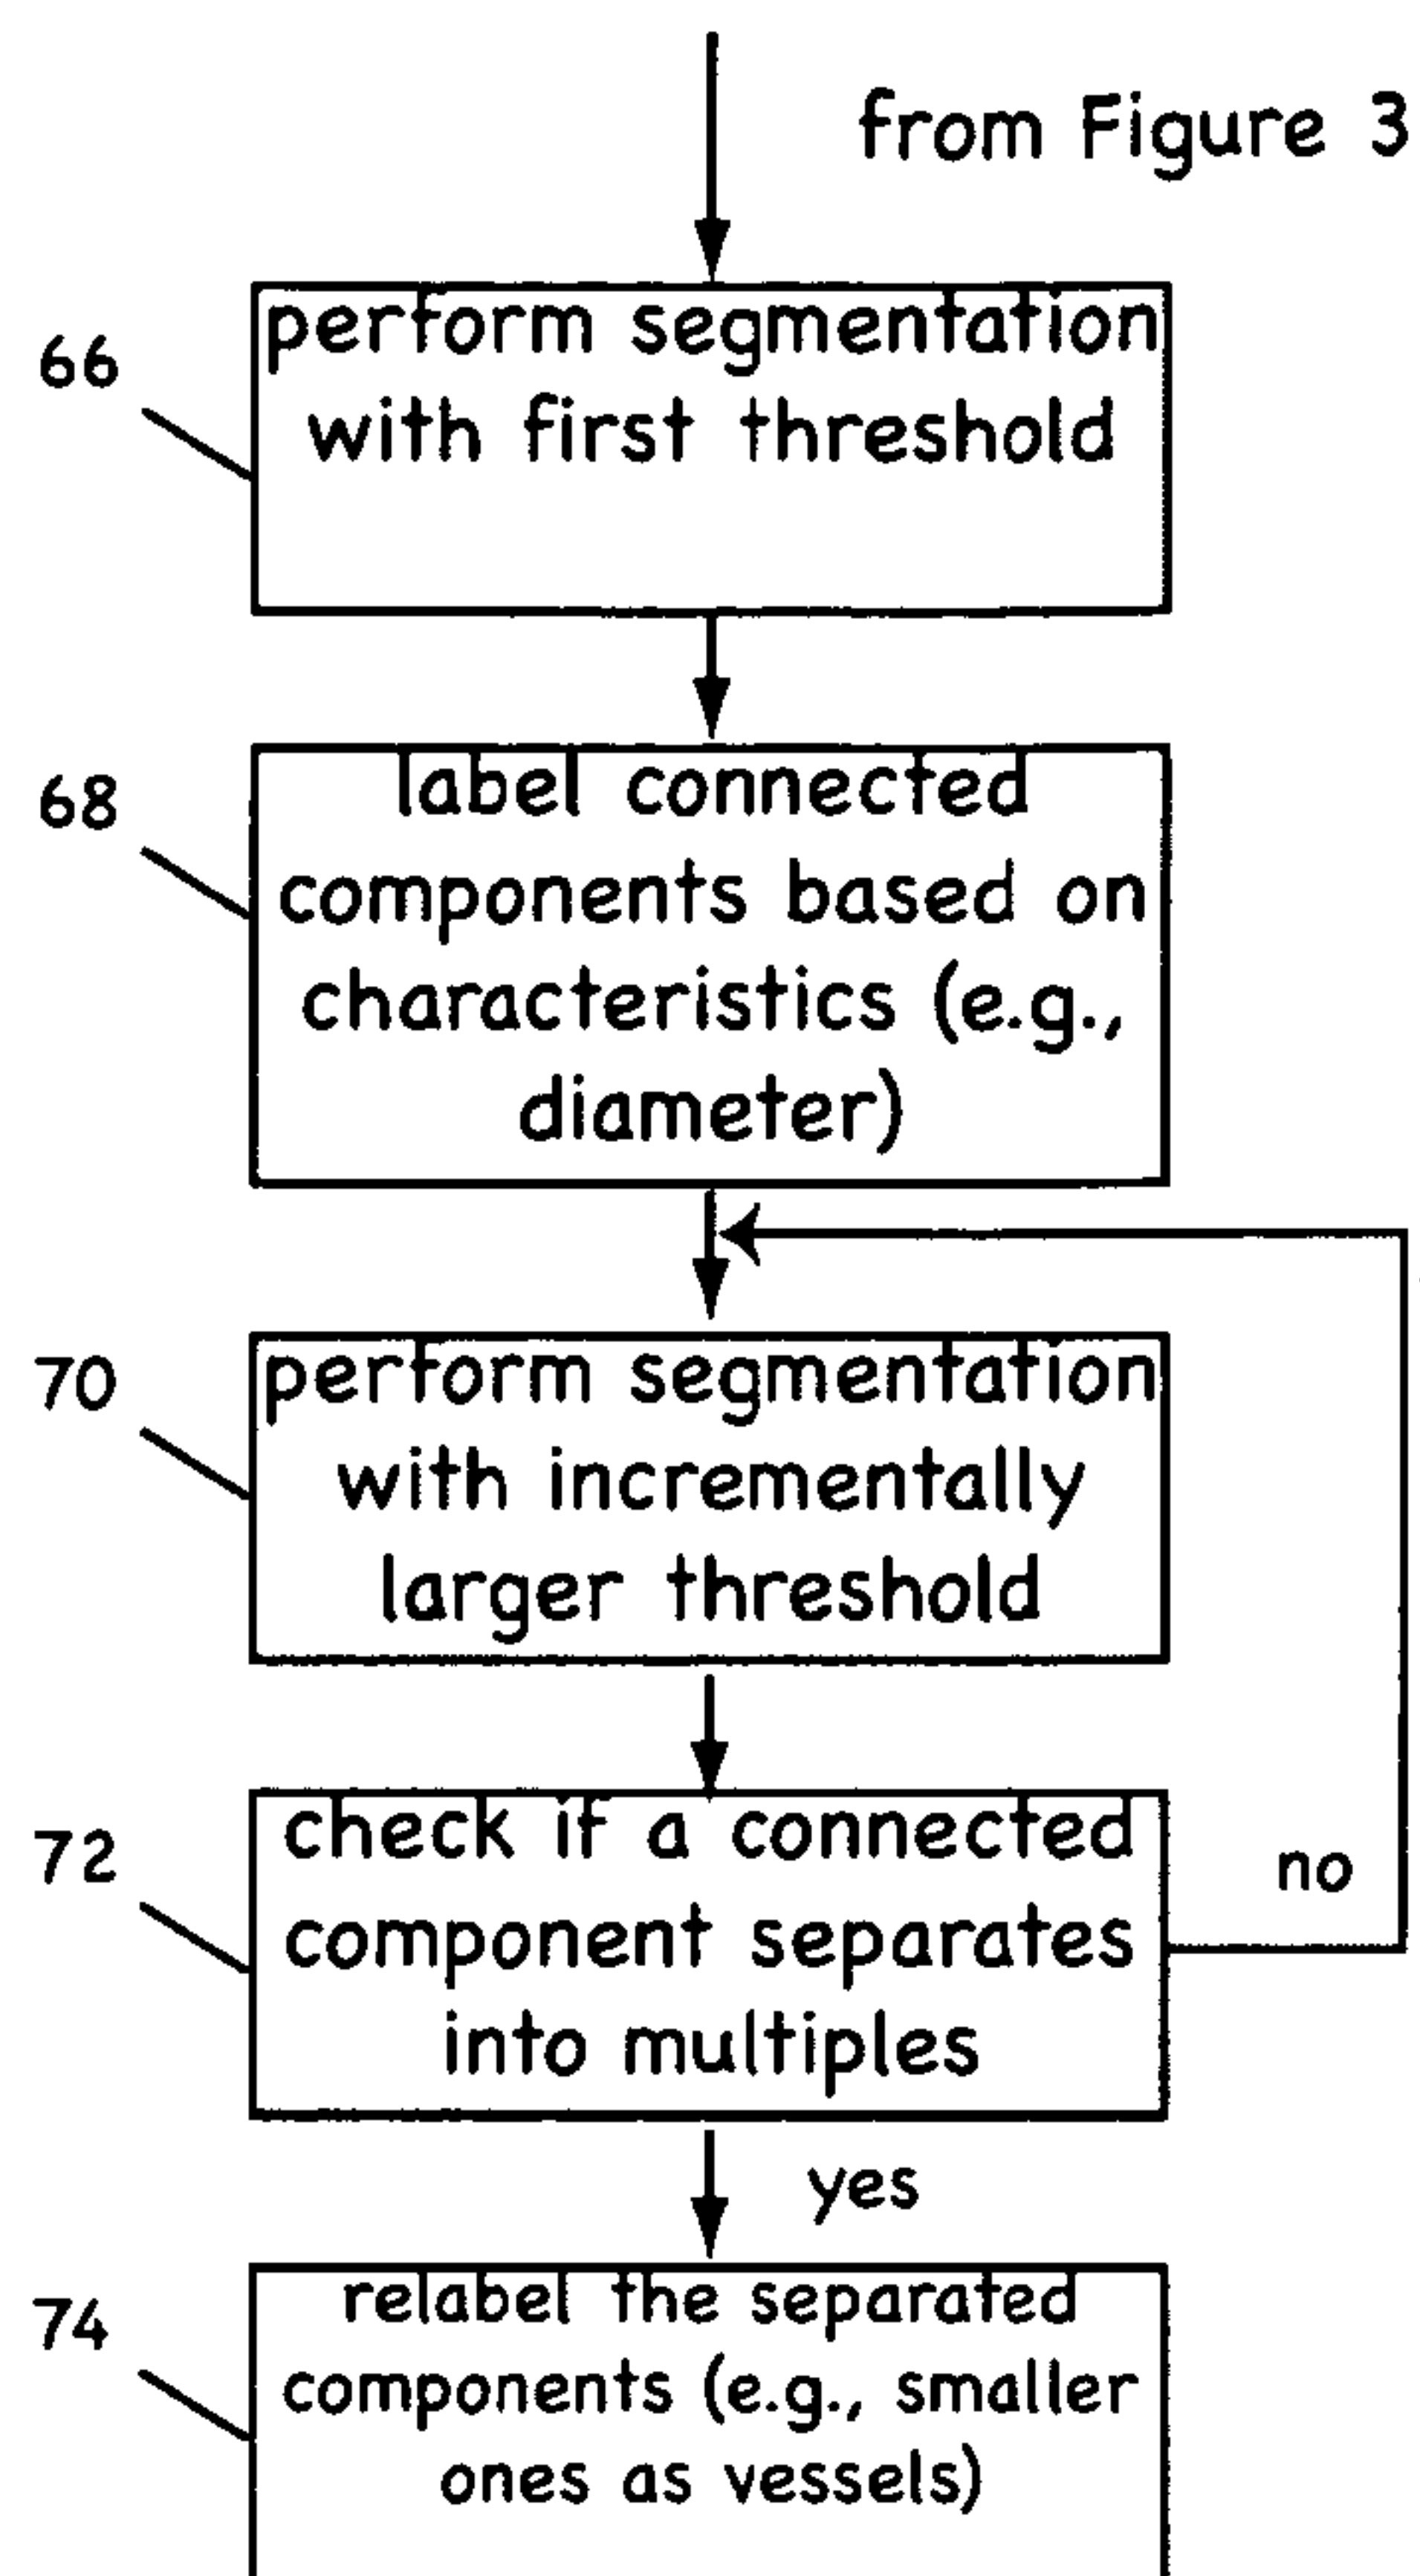 from Figure 3
66
perform segmentation
with first threshold
68
label connected
components based on
characteristics (e.g.,
diameter)
70
perform segmentation
with incrementally
larger threshold
72
check if a connected
component separates
into multiples
no
yes
74
relabel the separated
components (e.g., smaller
ones as vessels)